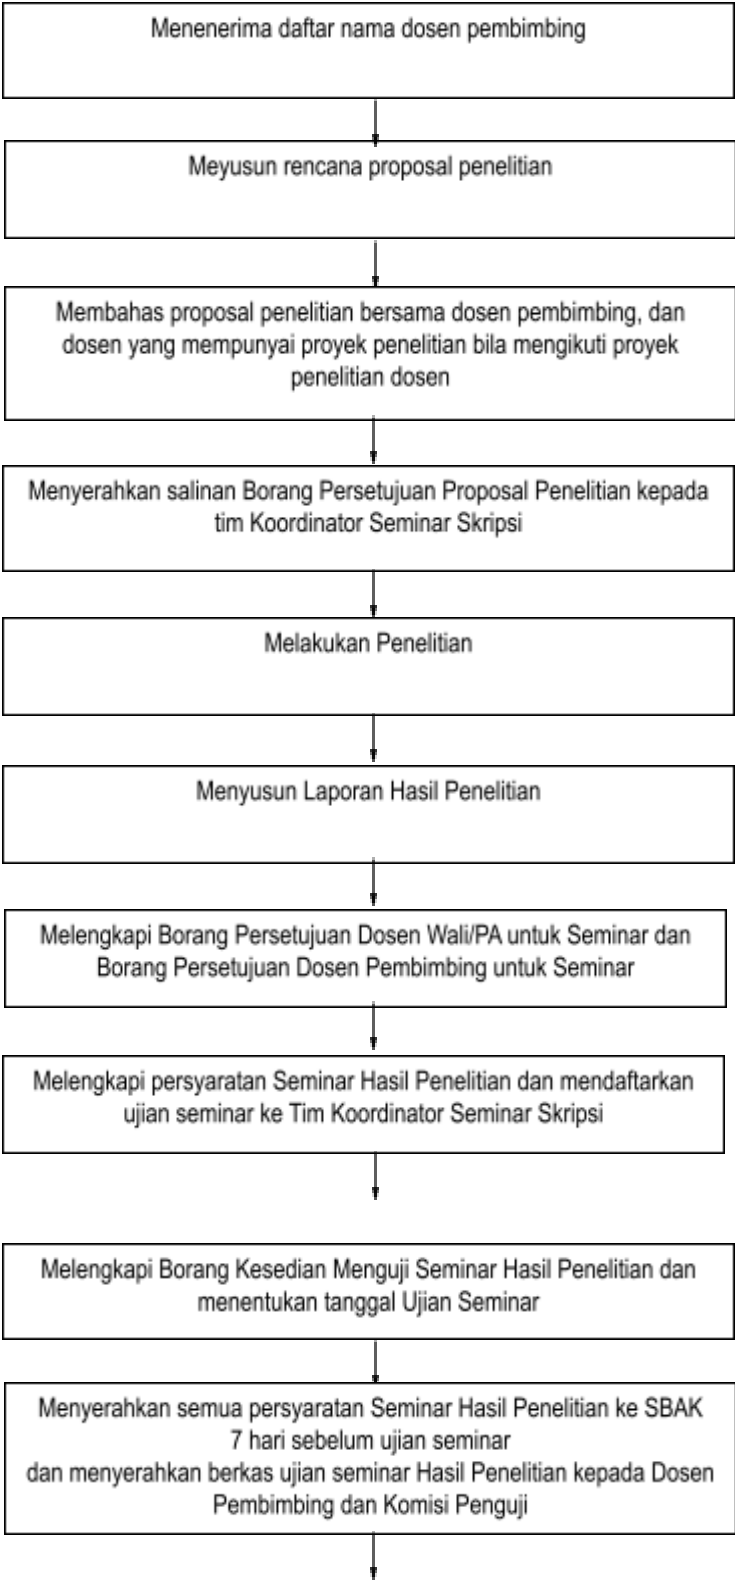 Menenerima daftar nama dosen pembimbing
Meyusun rencana proposal penelitian
Membahas proposal penelitian bersama dosen pembimbing, dan
dosen yang mempunyai proyek penelitian bila mengikuti proyek
penelitian dosen
Menyerahkan salinan Borang Persetujuan Proposal Penelitian kepada
tim Koordinator Seminar Skripsi
Melakukan Penelitian
Menyusun Laporan Hasil Penelitian
Melengkapi Borang Persetujuan Dosen Wali/PA untuk Seminar dan
Borang Persetujuan Dosen Pembimbing untuk Seminar
Melengkapi persyaratan Seminar Hasil Penelitian dan mendaftarkan
ujian seminar ke Tim Koordinator Seminar Skripsi
Melengkapi Borang Kesedian Menguji Seminar Hasil Penelitian dan
menentukan tanggal Ujian Seminar
Menyerahkan semua persyaratan Seminar Hasil Penelitian ke SBAK
7 hari sebelum ujian seminar
dan menyerahkan berkas ujian seminar Hasil Penelitian kepada Dosen
Pembimbing dan Komisi Penguji